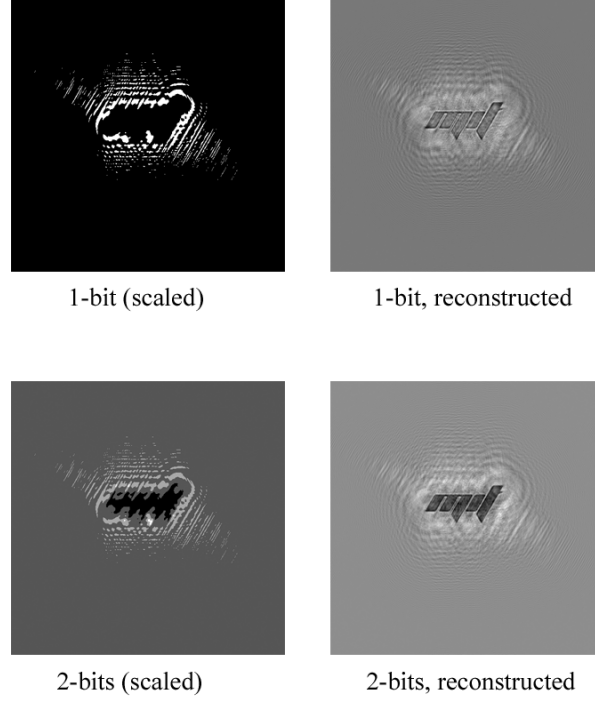 1-bit (scaled)
1-bit, reconstructed
2-bits (scaled)
2-bits, reconstructed